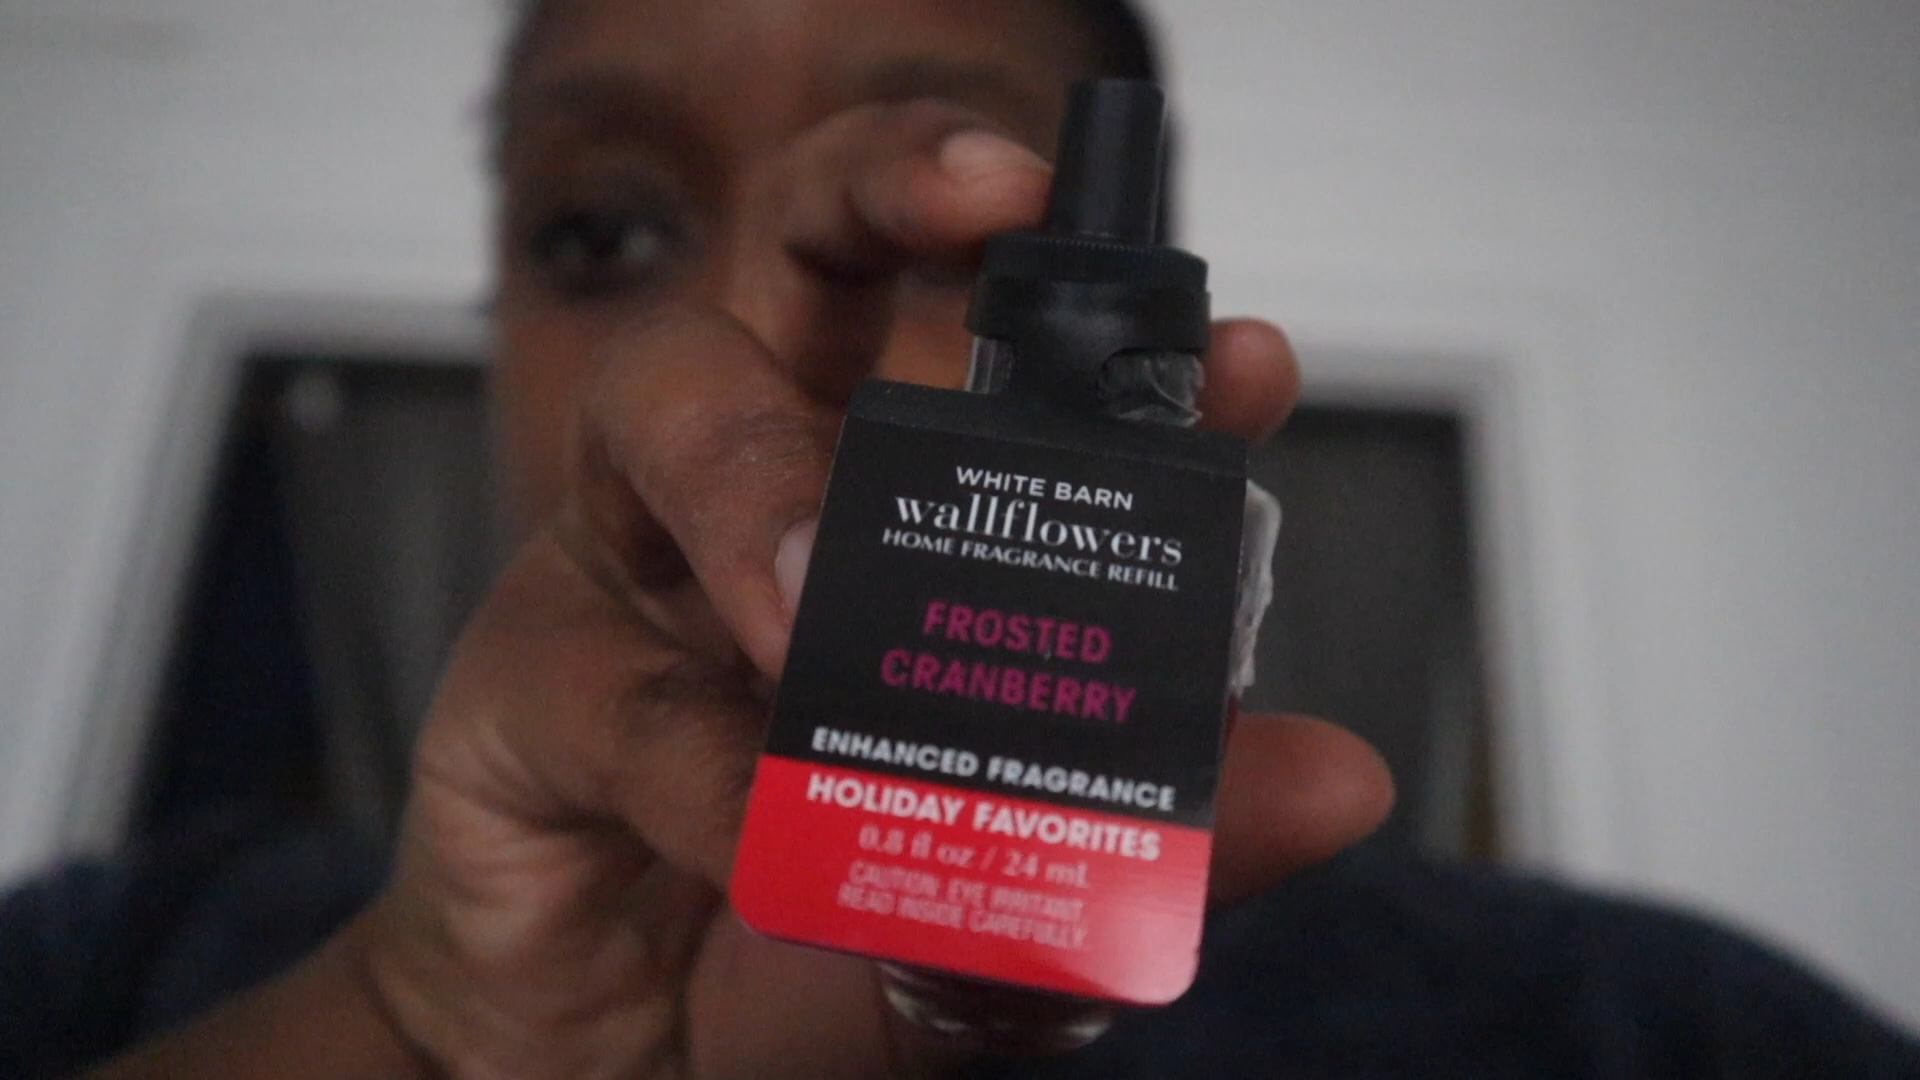 WHITE BARN
wallflowers
HOME FRAGRANCE REFILL
FROSTED
CRANBERRY
ENHANCED FRAGRANCE
HOLIDAY FAVORITES
0.8 fl oz / 24 mL
CAUTION: EYE IRRITANT.
READ INSIDE CAREFULLY.